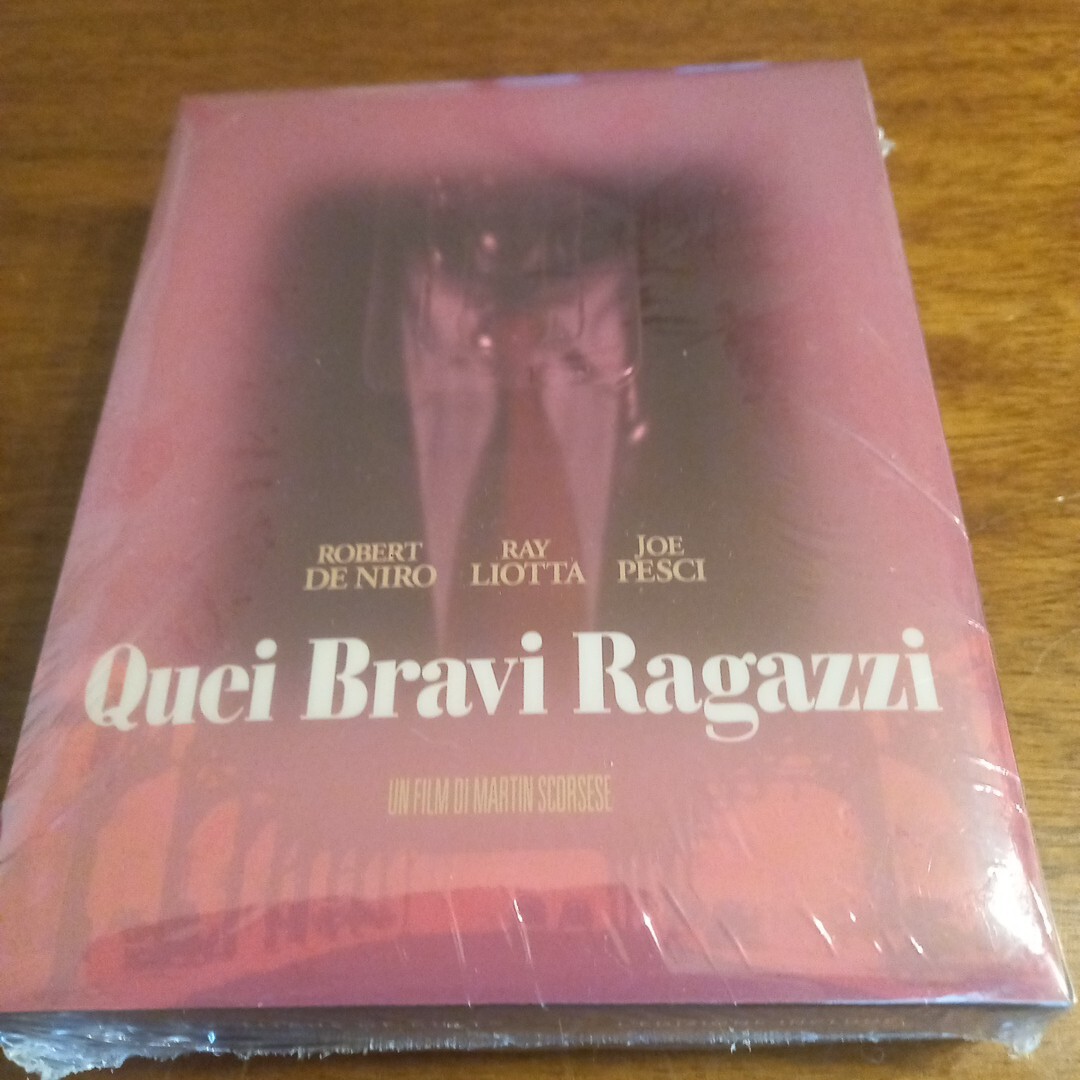 ROBERT RAY JOE
DE NIRO LIOTTA PESCI
Quei Bravi Ragazzi
UN FILM DI MARTIN SCORSESE